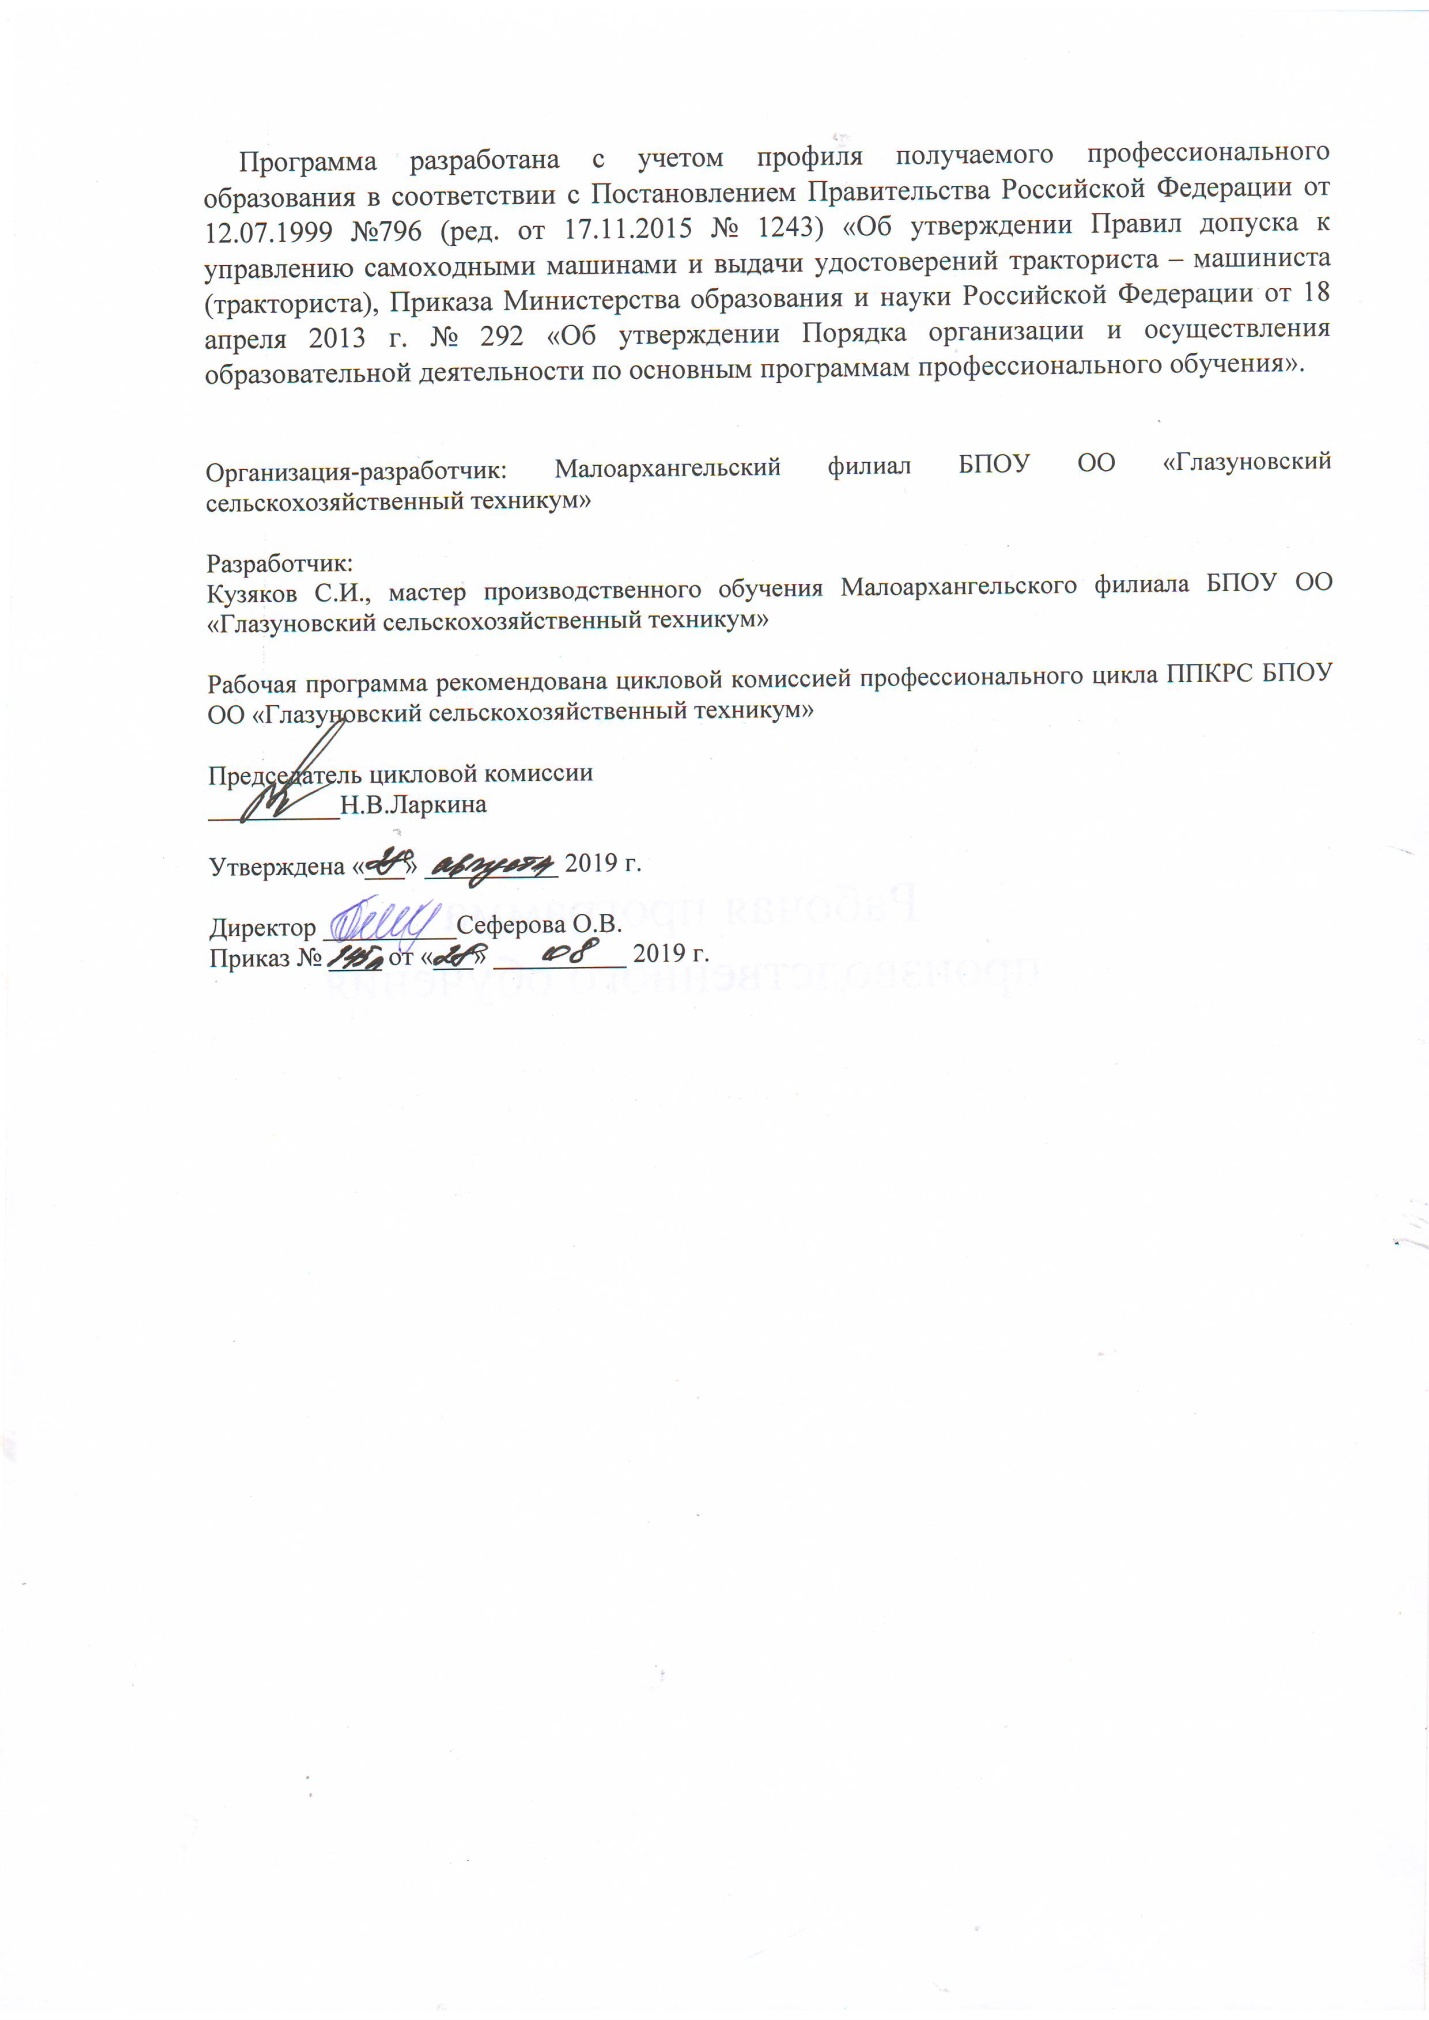 Программа разработана с учетом профиля получаемого профессионального
образования в соответствии с Постановлением Правительства Российской Федерации от
12.07.1999 №796 (ред. от 17.11.2015 № 1243) «Об утверждении Правил допуска к
управлению самоходными машинами и выдачи удостоверений тракториста – машиниста
(тракториста), Приказа Министерства образования и науки Российской Федерации от 18
апреля 2013 г. № 292 «Об утверждении Порядка организации и осуществления
образовательной деятельности по основным программам профессионального обучения».
Организация-разработчик: Малоархангельский филиал БПОУ ОО «Глазуновский
сельскохозяйственный техникум»
Разработчик:
Кузяков С.И., мастер производственного обучения Малоархангельского филиала БПОУ ОО
«Глазуновский сельскохозяйственный техникум»
Рабочая программа рекомендована цикловой комиссией профессионального цикла ППКРС БПОУ
ОО «Глазуновский сельскохозяйственный техникум»
Председатель цикловой комиссии
Н.В.Ларкина
Утверждена « » августа 2019 г.
Директор Сеферова О.В.
Приказ № от « » 08 2019 г.